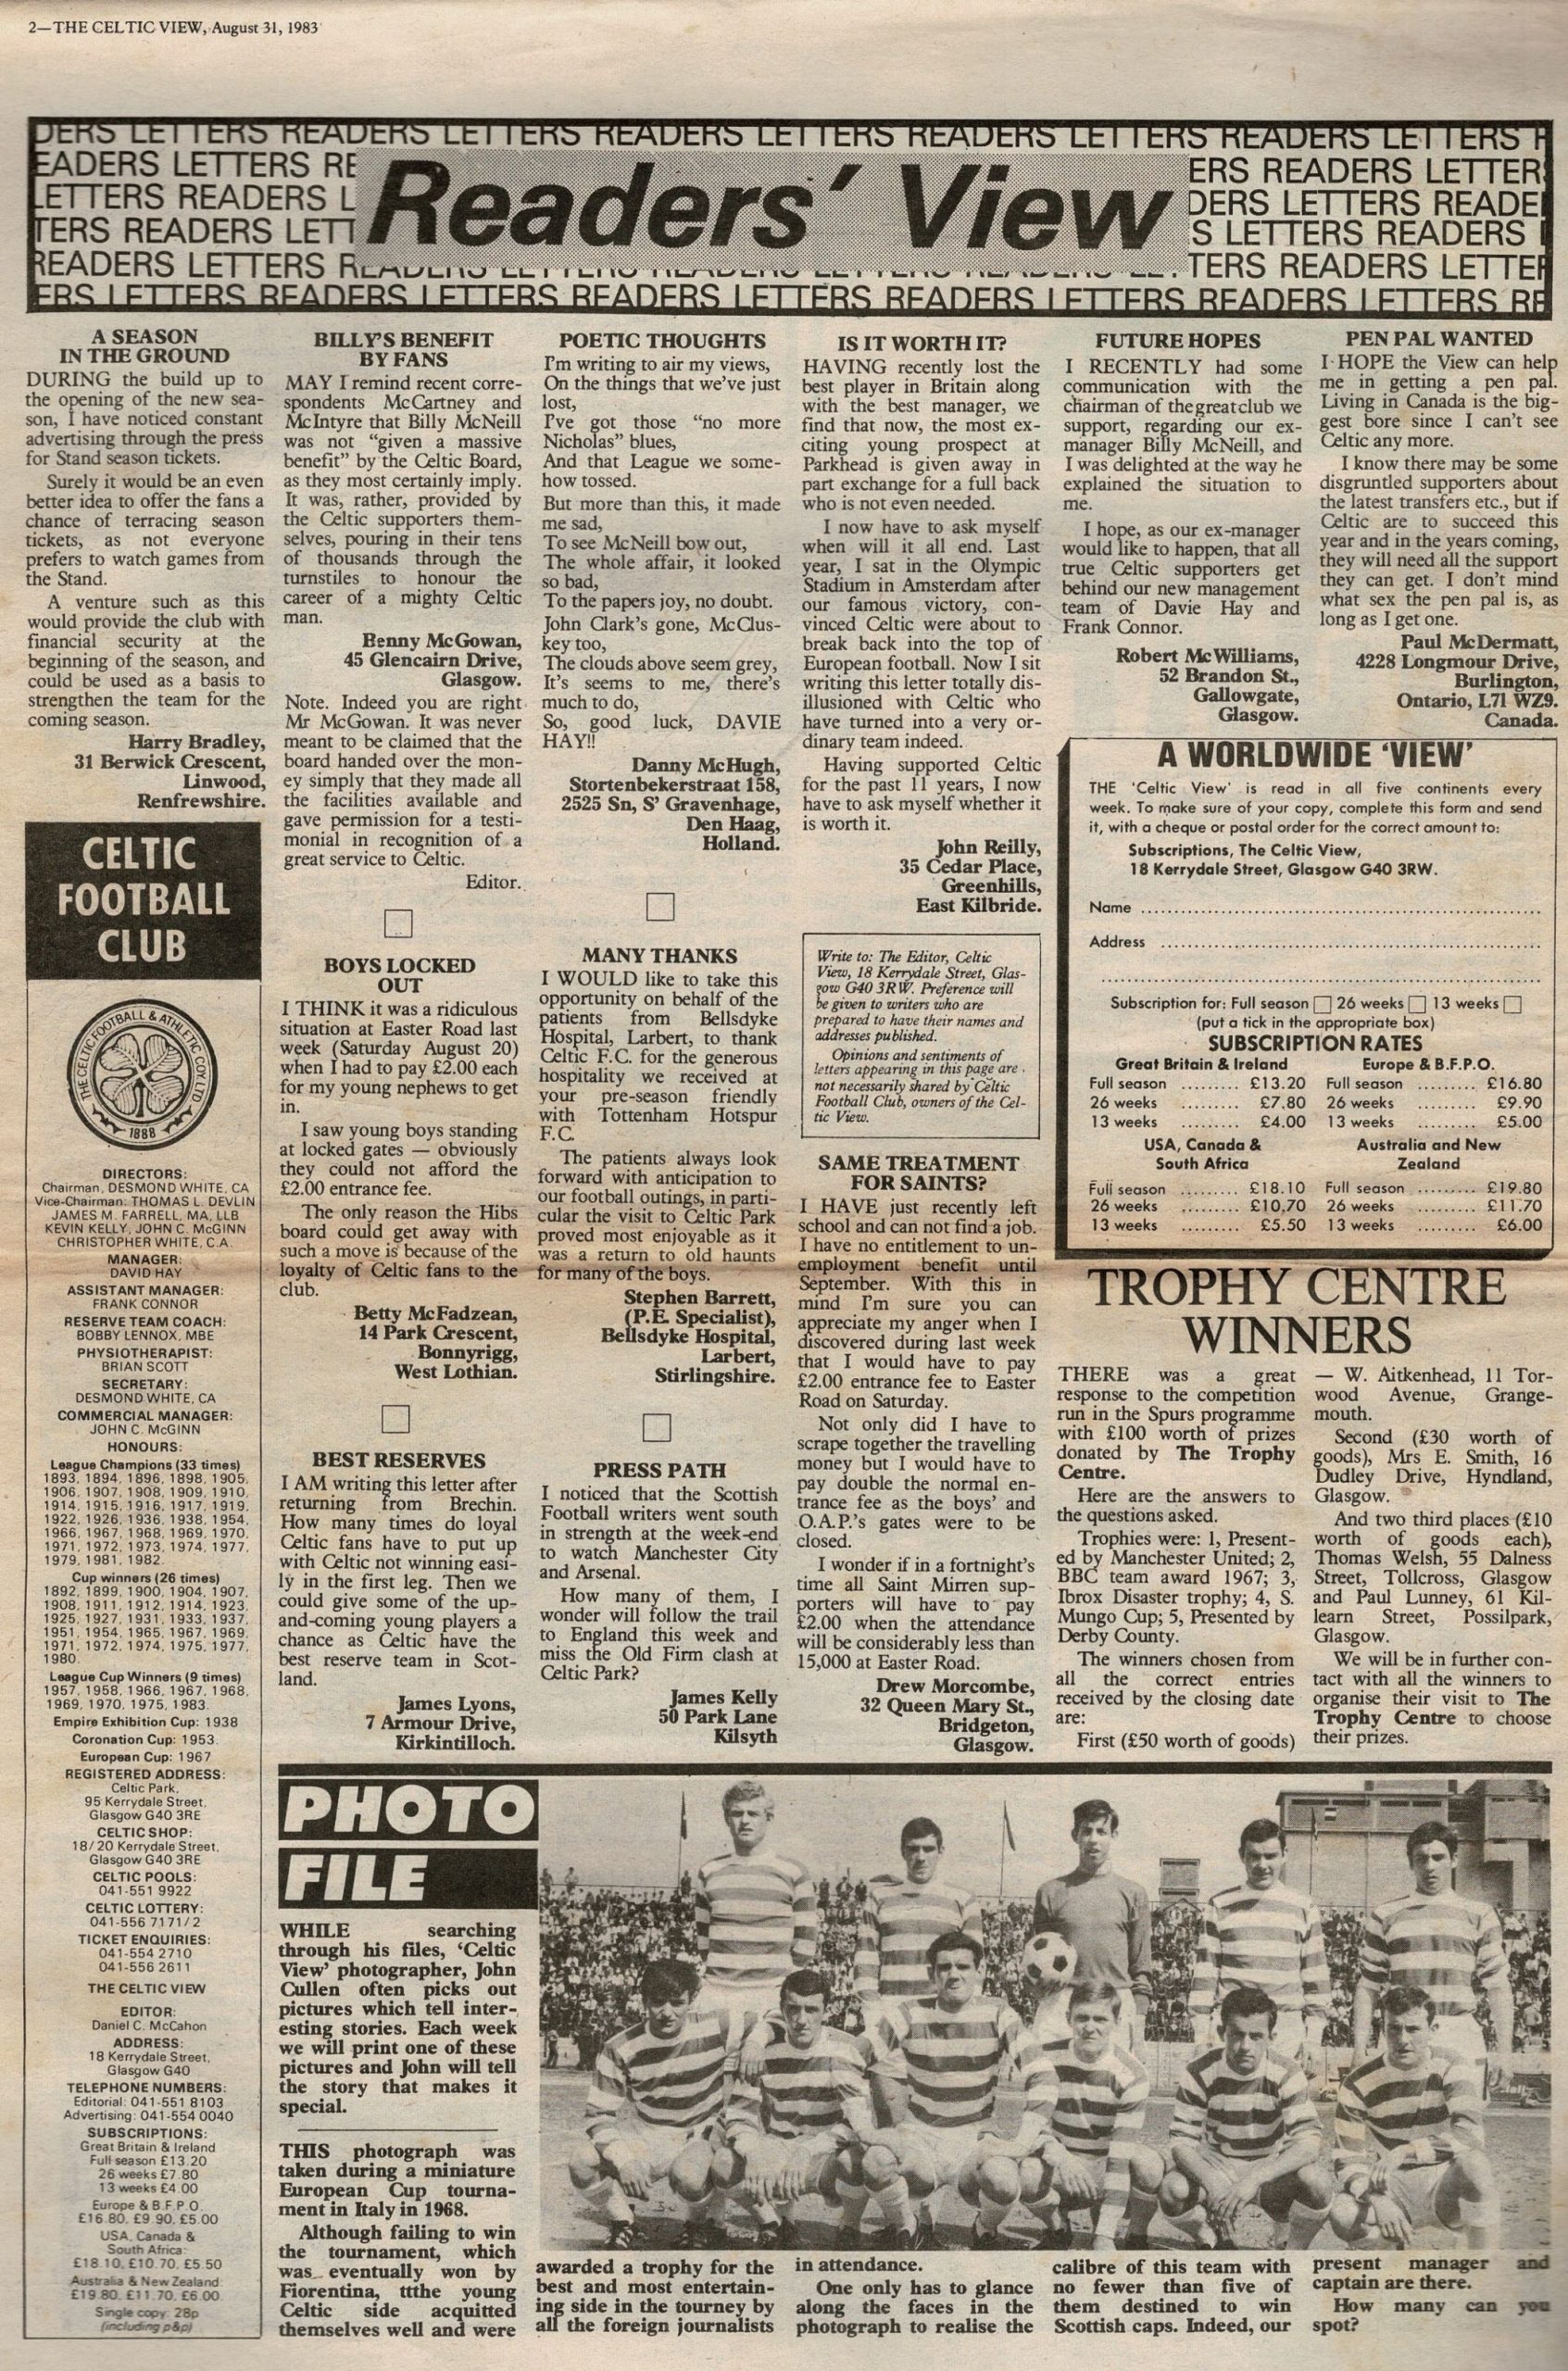 2—THE CELTIC VIEW, August 31, 1983
DERS LETTERS READERS LETTERS READERS LETTERS READERS LETTERS READERS LETTERS R
EADERS LETTERS RE
ERS READERS LETTER
LETTERS READERS L
DERS LETTERS READE
TERS READERS LETT
S LETTERS READERS
READERS LETTERS R
TERS READERS LETTER
ERS LETTERS READERS LETTERS READERS LETTERS READERS LETTERS READERS LETTERS RE
Readers' View
A SEASON
IN THE GROUND
DURING the build up to
the opening of the new sea-
son, I have noticed constant
advertising through the press
for Stand season tickets.
Surely it would be an even
better idea to offer the fans a
chance of terracing season
tickets, as not everyone
prefers to watch games from
the Stand.
A venture such as this
would provide the club with
financial security at the
beginning of the season, and
could be used as a basis to
strengthen the team for the
coming season.
Harry Bradley,
31 Berwick Crescent,
Linwood,
Renfrewshire.
CELTIC
FOOTBALL
CLUB
THE CELTIC FOOTBALL & ATHLETIC COY. LTD
1888
DIRECTORS:
Chairman, DESMOND WHITE, CA
Vice-Chairman: THOMAS L. DEVLIN
JAMES M. FARRELL, MA, LLB
KEVIN KELLY, JOHN C. McGINN
CHRISTOPHER WHITE, C.A.
MANAGER:
DAVID HAY
ASSISTANT MANAGER:
FRANK CONNOR
RESERVE TEAM COACH:
BOBBY LENNOX, MBE
PHYSIOTHERAPIST:
BRIAN SCOTT
SECRETARY:
DESMOND WHITE, CA
COMMERCIAL MANAGER:
JOHN C. McGINN
HONOURS:
League Champions (33 times)
1893, 1894, 1896, 1898, 1905,
1906, 1907, 1908, 1909, 1910,
1914, 1915, 1916, 1917, 1919,
1922, 1926, 1936, 1938, 1954,
1966, 1967, 1968, 1969, 1970,
1971, 1972, 1973, 1974, 1977,
1979, 1981, 1982.
Cup winners (26 times)
1892, 1899, 1900, 1904, 1907,
1908, 1911, 1912, 1914, 1923,
1925, 1927, 1931, 1933, 1937,
1951, 1954, 1965, 1967, 1969,
1971, 1972, 1974, 1975, 1977,
1980.
League Cup Winners (9 times)
1957, 1958, 1966, 1967, 1968,
1969, 1970, 1975, 1983.
Empire Exhibition Cup: 1938
Coronation Cup: 1953.
European Cup: 1967
REGISTERED ADDRESS:
Celtic Park,
95 Kerrydale Street,
Glasgow G40 3RE
CELTIC SHOP:
18/20 Kerrydale Street,
Glasgow G40 3RE
CELTIC POOLS:
041-551 9922
CELTIC LOTTERY:
041-556 7171/2
TICKET ENQUIRIES:
041-554 2710
041-556 2611
THE CELTIC VIEW
EDITOR:
Daniel C. McCahon
ADDRESS:
18 Kerrydale Street,
Glasgow G40
TELEPHONE NUMBERS:
Editorial: 041-551 8103
Advertising: 041-554 0040
SUBSCRIPTIONS:
Great Britain & Ireland
Full season £13.20
26 weeks £7.80
13 weeks £4.00
Europe & B.F.P.O.
£16.80, £9.90, £5.00
USA, Canada &
South Africa:
£18.10, £10.70, £5.50
Australia & New Zealand
£19.80, £11.70, £6.00
Single copy: 28p
(including p&p)
BILLY'S BENEFIT
BY FANS
MAY I remind recent corre-
spondents McCartney and
McIntyre that Billy McNeill
was not “given a massive
benefit” by the Celtic Board,
as they most certainly imply.
It was, rather, provided by
the Celtic supporters them-
selves, pouring in their tens
of thousands through the
turnstiles to honour the
career of a mighty Celtic
man.
Benny McGowan,
45 Glencairn Drive,
Glasgow.
Note. Indeed you are right
Mr McGowan. It was never
meant to be claimed that the
board handed over the mon-
ey simply that they made all
the facilities available and
gave permission for a testi-
monial in recognition of a
great service to Celtic.
Editor.
BOYS LOCKED
OUT
I THINK it was a ridiculous
situation at Easter Road last
week (Saturday August 20)
when I had to pay £2.00 each
for my young nephews to get
in.
I saw young boys standing
at locked gates — obviously
they could not afford the
£2.00 entrance fee.
The only reason the Hibs
board could get away with
such a move is because of the
loyalty of Celtic fans to the
club.
Betty McFadzean,
14 Park Crescent,
Bonnyrigg,
West Lothian.
BEST RESERVES
I AM writing this letter after
returning from Brechin.
How many times do loyal
Celtic fans have to put up
with Celtic not winning easi-
ly in the first leg. Then we
could give some of the up-
and-coming young players a
chance as Celtic have the
best reserve team in Scot-
land.
James Lyons,
7 Armour Drive,
Kirkintilloch.
POETIC THOUGHTS
I'm writing to air my views,
On the things that we've just
lost,
I've got those “no more
Nicholas” blues,
And that League we some-
how tossed.
But more than this, it made
me sad,
To see McNeill bow out,
The whole affair, it looked
so bad,
To the papers joy, no doubt.
John Clark's gone, McClus-
key too,
The clouds above seem grey,
It's seems to me, there's
much to do,
So, good luck, DAVIE
HAY!!
Danny McHugh,
Stortenbekerstraat 158,
2525 Sn, S' Gravenhage,
Den Haag,
Holland.
MANY THANKS
I WOULD like to take this
opportunity on behalf of the
patients from Bellsdyke
Hospital, Larbert, to thank
Celtic F.C. for the generous
hospitality we received at
your pre-season friendly
with Tottenham Hotspur
F.C.
The patients always look
forward with anticipation to
our football outings, in parti-
cular the visit to Celtic Park
proved most enjoyable as it
was a return to old haunts
for many of the boys.
Stephen Barrett,
(P.E. Specialist),
Bellsdyke Hospital,
Larbert,
Stirlingshire.
PRESS PATH
I noticed that the Scottish
Football writers went south
in strength at the week-end
to watch Manchester City
and Arsenal.
How many of them, I
wonder will follow the trail
to England this week and
miss the Old Firm clash at
Celtic Park?
James Kelly
50 Park Lane
Kilsyth
IS IT WORTH IT?
HAVING recently lost the
best player in Britain along
with the best manager, we
find that now, the most ex-
citing young prospect at
Parkhead is given away in
part exchange for a full back
who is not even needed.
I now have to ask myself
when will it all end. Last
year, I sat in the Olympic
Stadium in Amsterdam after
our famous victory, con-
vinced Celtic were about to
break back into the top of
European football. Now I sit
writing this letter totally dis-
illusioned with Celtic who
have turned into a very or-
dinary team indeed.
Having supported Celtic
for the past 11 years, I now
have to ask myself whether it
is worth it.
John Reilly,
35 Cedar Place,
Greenhills,
East Kilbride.
Write to: The Editor, Celtic
View, 18 Kerrydale Street, Glas-
gow G40 3RW. Preference will
be given to writers who are
prepared to have their names and
addresses published.
Opinions and sentiments of
letters appearing in this page are
not necessarily shared by Celtic
Football Club, owners of the Cel-
tic View.
SAME TREATMENT
FOR SAINTS?
I HAVE just recently left
school and can not find a job.
I have no entitlement to un-
employment benefit until
September. With this in
mind I'm sure you can
appreciate my anger when I
discovered during last week
that I would have to pay
£2.00 entrance fee to Easter
Road on Saturday.
Not only did I have to
scrape together the travelling
money but I would have to
pay double the normal en-
trance fee as the boys' and
O.A.P.'s gates were to be
closed.
I wonder if in a fortnight's
time all Saint Mirren sup-
porters will have to pay
£2.00 when the attendance
will be considerably less than
15,000 at Easter Road.
Drew Morcombe,
32 Queen Mary St.,
Bridgeton,
Glasgow.
FUTURE HOPES
I RECENTLY had some
communication with the
chairman of the great club we
support, regarding our ex-
manager Billy McNeill, and
I was delighted at the way he
explained the situation to
me.
I hope, as our ex-manager
would like to happen, that all
true Celtic supporters get
behind our new management
team of Davie Hay and
Frank Connor.
Robert McWilliams,
52 Brandon St.,
Gallowgate,
Glasgow.
PEN PAL WANTED
I HOPE the View can help
me in getting a pen pal.
Living in Canada is the big-
gest bore since I can't see
Celtic any more.
I know there may be some
disgruntled supporters about
the latest transfers etc., but if
Celtic are to succeed this
year and in the years coming,
they will need all the support
they can get. I don't mind
what sex the pen pal is, as
long as I get one.
Paul McDermatt,
4228 Longmour Drive,
Burlington,
Ontario, L71 WZ9.
Canada.
A WORLDWIDE ‘VIEW’
THE ‘Celtic View’ is read in all five continents every
week. To make sure of your copy, complete this form and send
it, with a cheque or postal order for the correct amount to:
Subscriptions, The Celtic View,
18 Kerrydale Street, Glasgow G40 3RW.
Name
Address
Subscription for: Full season 26 weeks 13 weeks
(put a tick in the appropriate box)
SUBSCRIPTION RATES
Great Britain & Ireland Europe & B.F.P.O.
Full season ......... £13.20 Full season ......... £16.80
26 weeks ......... £7.80 26 weeks ......... £9.90
13 weeks ......... £4.00 13 weeks ......... £5.00
USA, Canada & Australia and New
South Africa Zealand
Full season ......... £18.10 Full season ......... £19.80
26 weeks ......... £10.70 26 weeks ......... £11.70
13 weeks ......... £5.50 13 weeks ......... £6.00
TROPHY CENTRE
WINNERS
THERE was a great
response to the competition
run in the Spurs programme
with £100 worth of prizes
donated by The Trophy
Centre.
Here are the answers to
the questions asked.
Trophies were: 1, Present-
ed by Manchester United; 2,
BBC team award 1967; 3,
Ibrox Disaster trophy; 4, S.
Mungo Cup; 5, Presented by
Derby County.
The winners chosen from
all the correct entries
received by the closing date
are:
First (£50 worth of goods)
— W. Aitkenhead, 11 Tor-
wood Avenue, Grange-
mouth.
Second (£30 worth of
goods), Mrs E. Smith, 16
Dudley Drive, Hyndland,
Glasgow.
And two third places (£10
worth of goods each),
Thomas Welsh, 55 Dalness
Street, Tollcross, Glasgow
and Paul Lunney, 61 Kil-
learn Street, Possilpark,
Glasgow.
We will be in further con-
tact with all the winners to
organise their visit to The
Trophy Centre to choose
their prizes.
PHOTO
FILE
WHILE searching
through his files, ‘Celtic
View’ photographer, John
Cullen often picks out
pictures which tell inter-
esting stories. Each week
we will print one of these
pictures and John will tell
the story that makes it
special.
THIS photograph was
taken during a miniature
European Cup tourna-
ment in Italy in 1968.
Although failing to win
the tournament, which
was eventually won by
Fiorentina, ttthe young
Celtic side acquitted
themselves well and were
awarded a trophy for the
best and most entertain-
ing side in the tourney by
all the foreign journalists
in attendance.
One only has to glance
along the faces in the
photograph to realise the
calibre of this team with
no fewer than five of
them destined to win
Scottish caps. Indeed, our
present manager and
captain are there.
How many can you
spot?